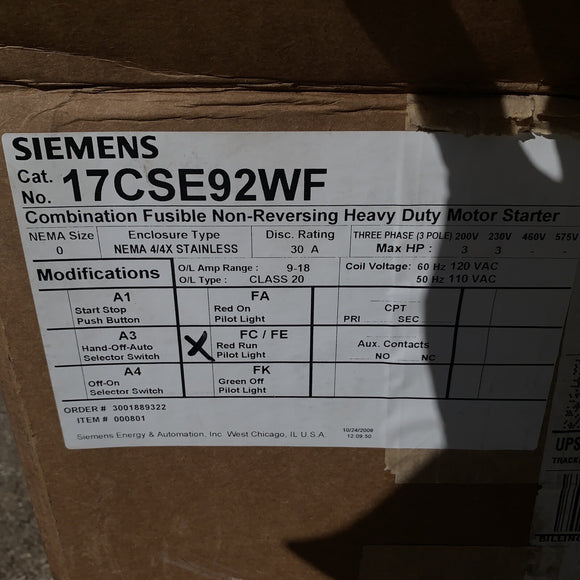 SIEMENS
Cat. No. 17CSE92WF
Combination Fusible Non-Reversing Heavy Duty Motor Starter
NEMA Size Enclosure Type Disc. Rating THREE PHASE (3 POLE) 200V 230V 460V 575V
0 NEMA 4/4X STAINLESS 30 A Max HP : 3 3 - -
Modifications
O/L Amp Range : 9-18
O/L Type : CLASS 20
Coil Voltage: 60 Hz 120 VAC
50 Hz 110 VAC
A1
Start Stop
Push Button
FA
Red On
Pilot Light
CPT
PRI SEC
A3
Hand-Off-Auto
Selector Switch
X
FC / FE
Red Run
Pilot Light
Aux. Contacts
NO NC
A4
Off-On
Selector Switch
FK
Green Off
Pilot Light
ORDER # 3001889322
ITEM # 000801
Siemens Energy & Automation, Inc. West Chicago, IL U.S.A.
10/24/2006
12:09:50
UPS
TRACK
BILLING